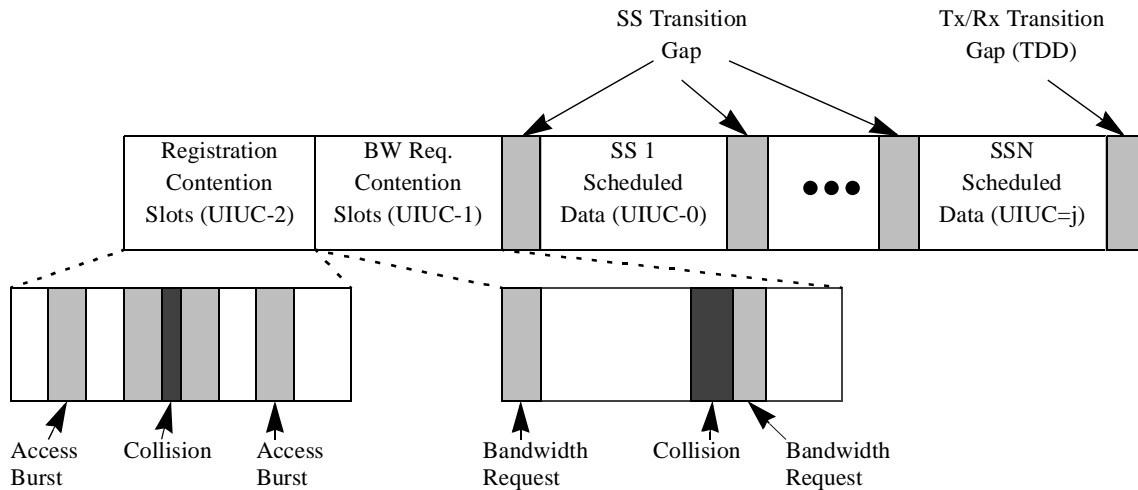 SS Transition
Gap
Tx/Rx Transition
Gap (TDD)
Registration
Contention
Slots (UIUC-2)
BW Req.
Contention
Slots (UIUC-1)
SS 1
Scheduled
Data (UIUC-0)
SSN
Scheduled
Data (UIUC=j)
Access
Burst
Collision
Access
Burst
Bandwidth
Request
Collision
Bandwidth
Request